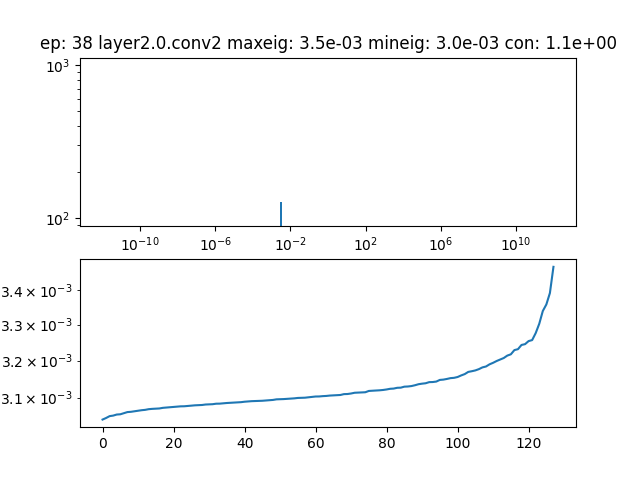 ep: 38 layer2.0.conv2 maxeig: 3.5e-03 mineig: 3.0e-03 con: 1.1e+00
10³
10²
10⁻¹⁰ 10⁻⁶ 10⁻² 10² 10⁶ 10¹⁰
3.4 × 10⁻³
3.3 × 10⁻³
3.2 × 10⁻³
3.1 × 10⁻³
0 20 40 60 80 100 120